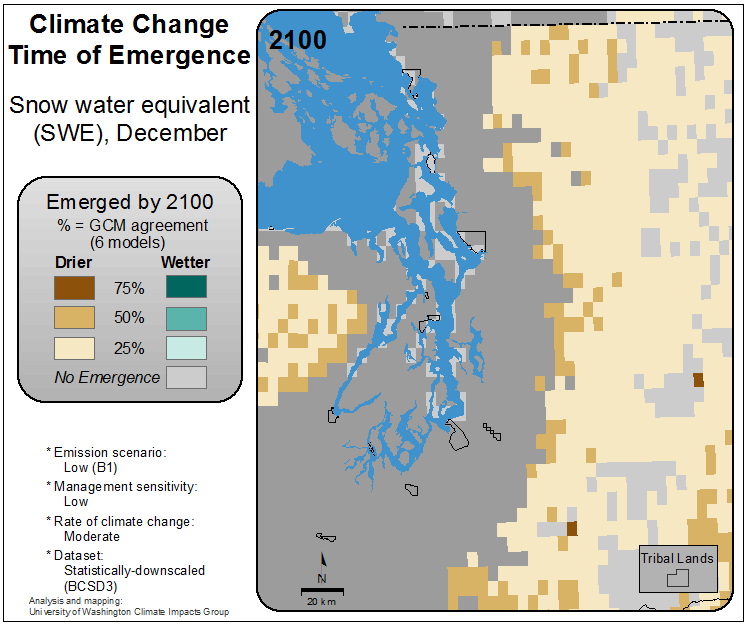 Climate Change
Time of Emergence
Snow water equivalent
(SWE), December
Emerged by 2100
% = GCM agreement
(6 models)
Drier
Wetter
75%
50%
25%
No Emergence
* Emission scenario:
Low (B1)
* Management sensitivity:
Low
* Rate of climate change:
Moderate
* Dataset:
Statistically-downscaled
(BCSD3)
Analysis and mapping:
University of Washington Climate Impacts Group
2100
N
20 km
Tribal Lands